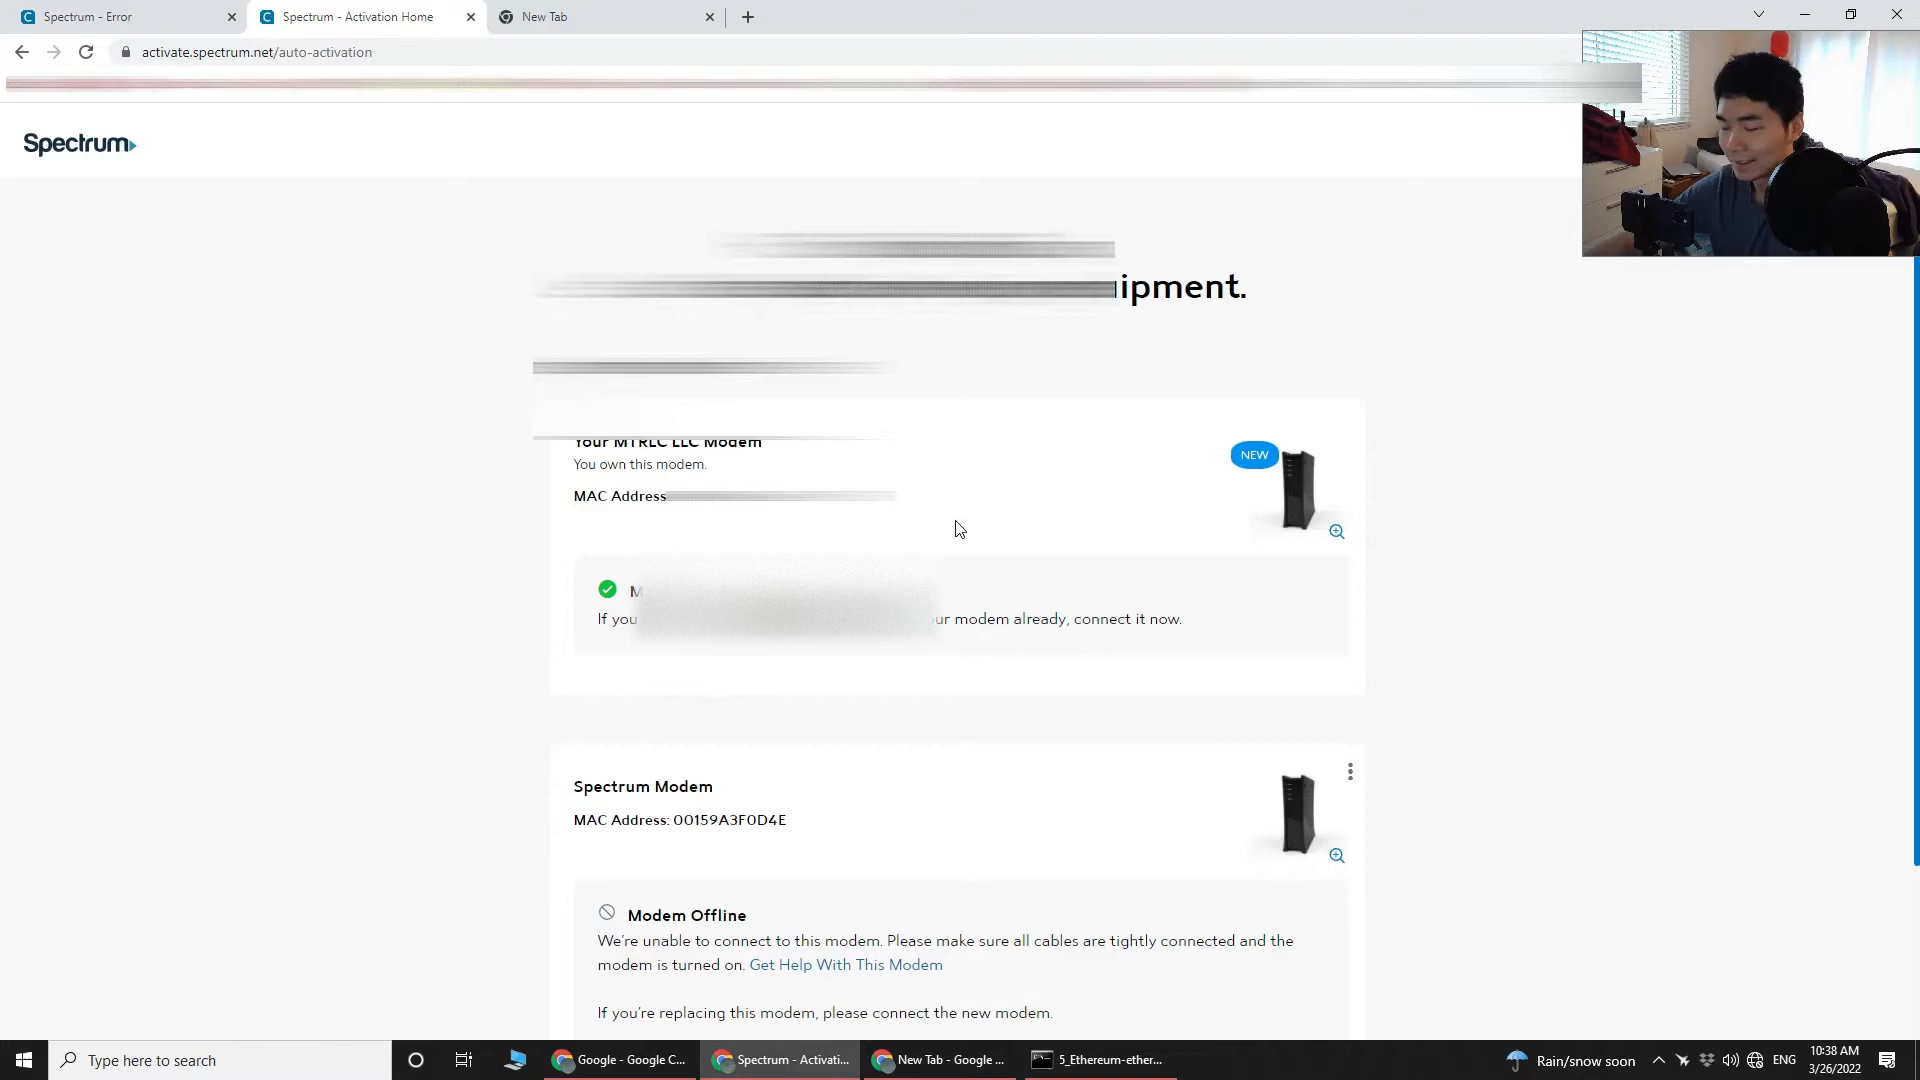 Spectrum - Error
Spectrum - Activation Home
New Tab
activate.spectrum.net/auto-activation
Spectrum
ipment.
Your MTRLC LLC Modem
You own this modem.
NEW
MAC Address
M
If you
ur modem already, connect it now.
Spectrum Modem
MAC Address: 00159A3F0D4E
Modem Offline
We're unable to connect to this modem. Please make sure all cables are tightly connected and the
modem is turned on. Get Help With This Modem
If you're replacing this modem, please connect the new modem.
Type here to search
Google - Google C...
Spectrum - Activati...
New Tab - Google ...
5_Ethereum-ether...
Rain/snow soon
ENG
10:38 AM
3/26/2022